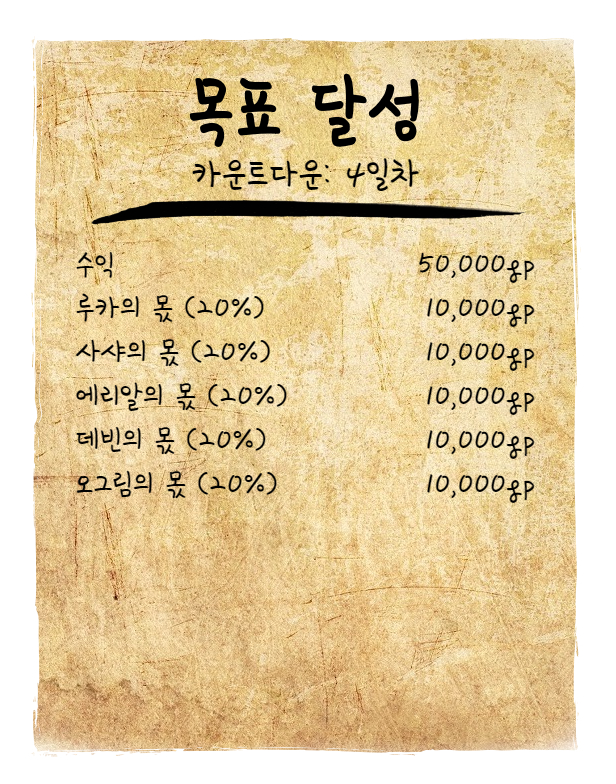 목표 달성
카운트다운: 4일차
수익 50,000gp
루카의 몫 (20%) 10,000gp
사샤의 몫 (20%) 10,000gp
에리알의 몫 (20%) 10,000gp
데빈의 몫 (20%) 10,000gp
오그림의 몫 (20%) 10,000gp